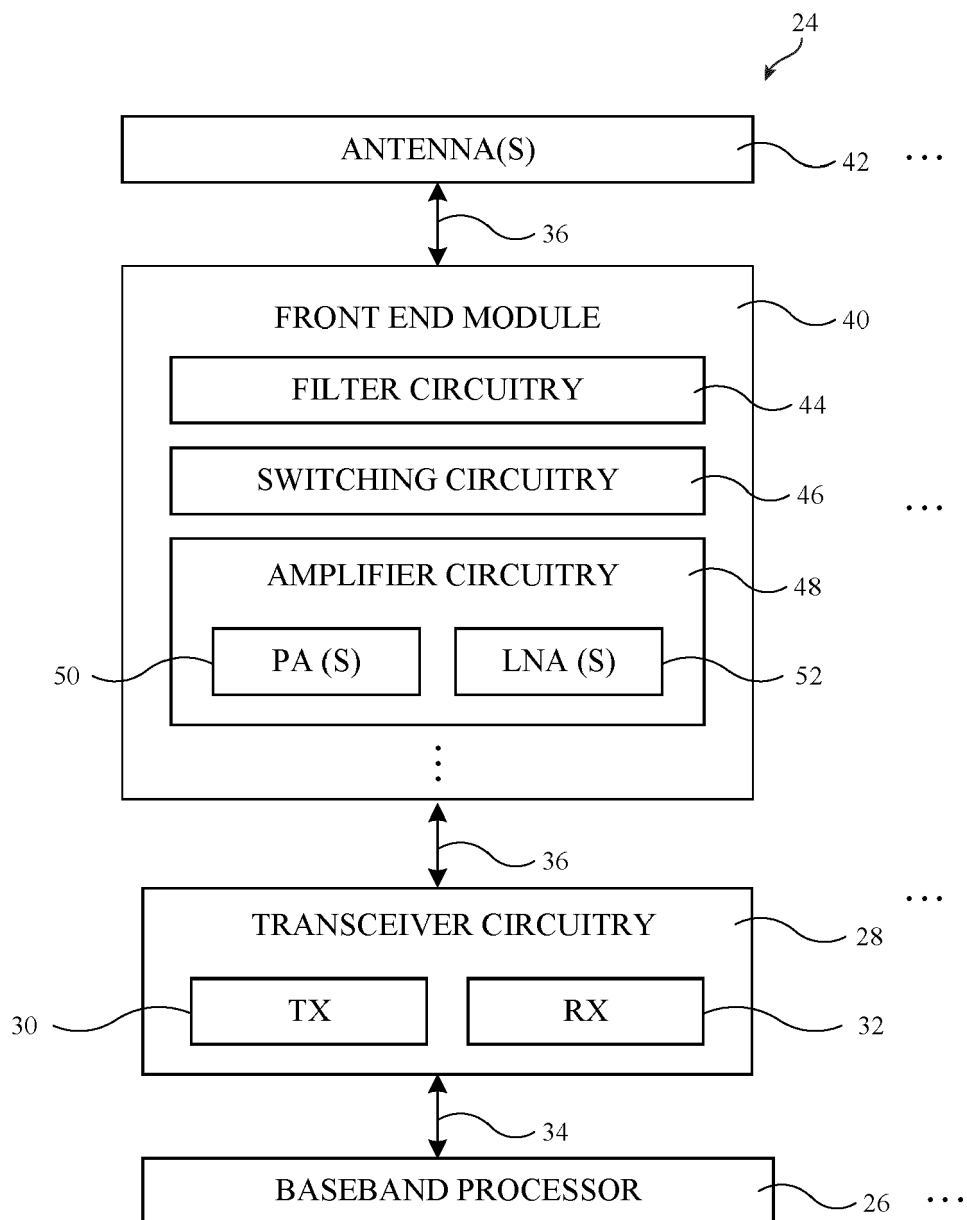 24
ANTENNA(S)
42 ...
36
FRONT END MODULE
40
FILTER CIRCUITRY
44
SWITCHING CIRCUITRY
46 ...
AMPLIFIER CIRCUITRY
48
50 PA (S) LNA (S) 52
⋮
36
...
TRANSCEIVER CIRCUITRY
28
30 TX RX 32
34
BASEBAND PROCESSOR
26 ...